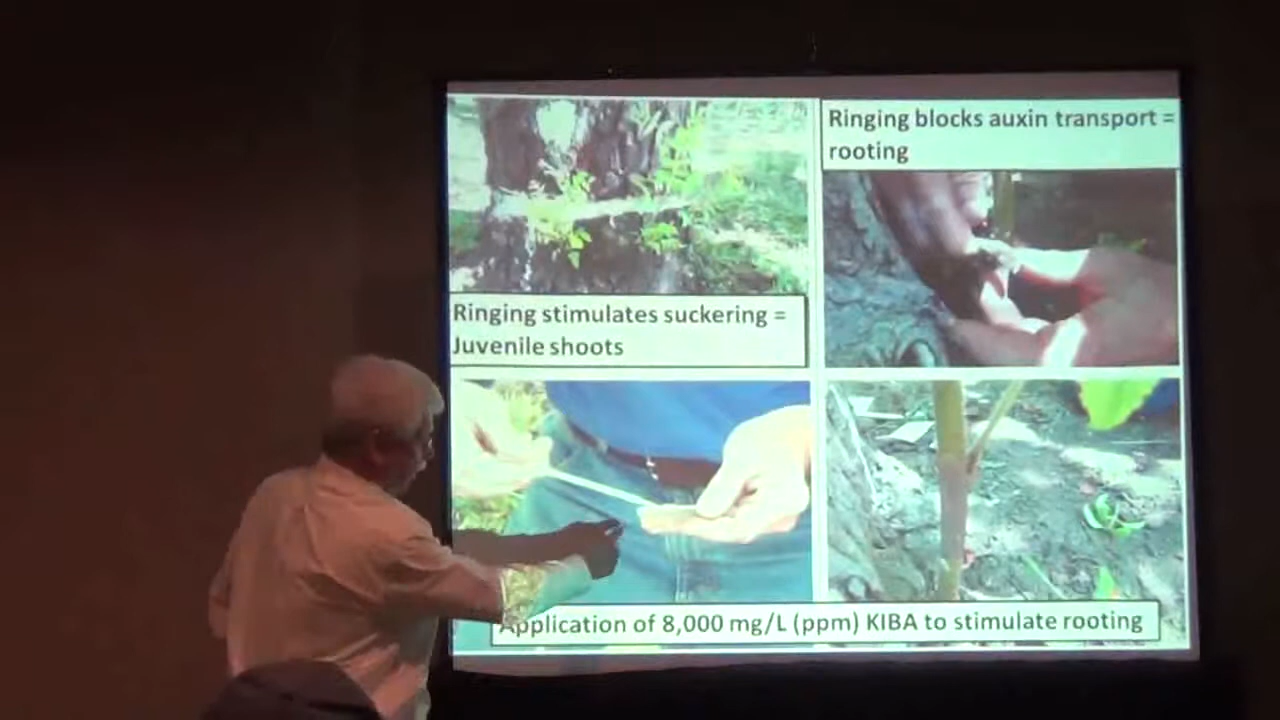 Ringing blocks auxin transport =
rooting
Ringing stimulates suckering =
Juvenile shoots
Application of 8,000 mg/L (ppm) KIBA to stimulate rooting